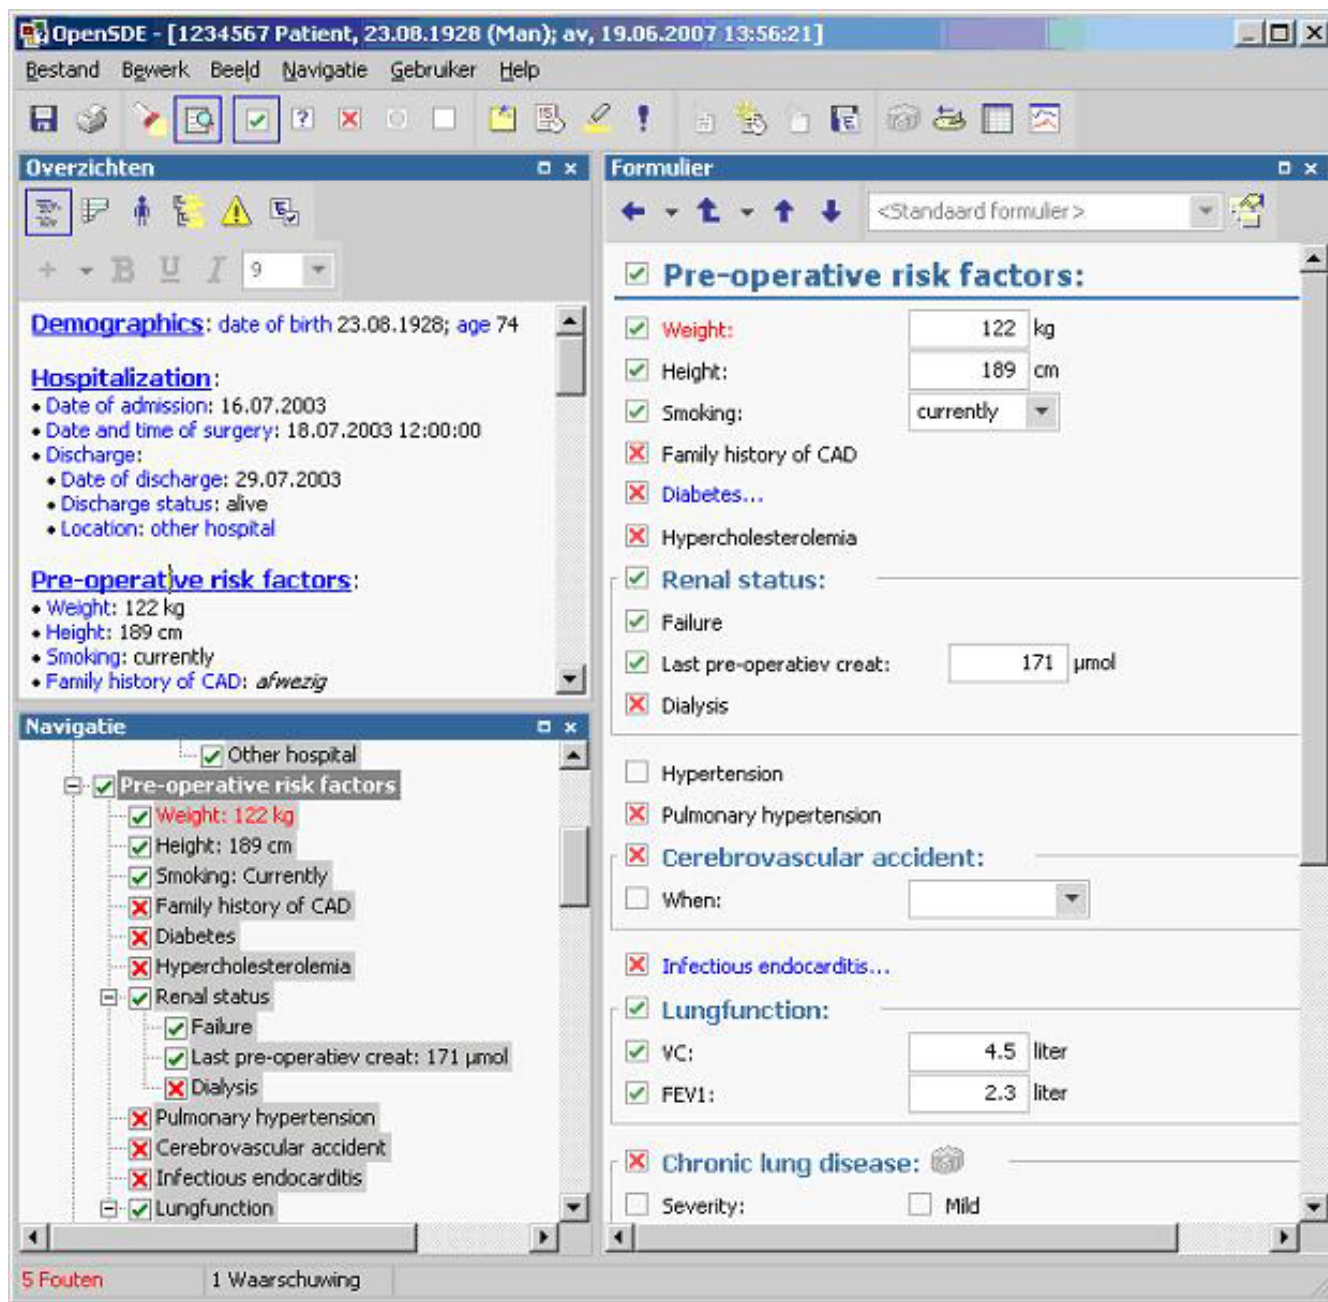 OpenSDE - [1234567 Patient, 23.08.1928 (Man); av, 19.06.2007 13:56:21]
Bestand Bewerk Beeld Navigatie Gebruiker Help
Overzichten
B U I 9
Demographics: date of birth 23.08.1928; age 74
Hospitalization:
• Date of admission: 16.07.2003
• Date and time of surgery: 18.07.2003 12:00:00
• Discharge:
• Date of discharge: 29.07.2003
• Discharge status: alive
• Location: other hospital
Pre-operative risk factors:
• Weight: 122 kg
• Height: 189 cm
• Smoking: currently
• Family history of CAD: afwezig
Navigatie
Other hospital
Pre-operative risk factors
Weight: 122 kg
Height: 189 cm
Smoking: Currently
Family history of CAD
Diabetes
Hypercholesterolemia
Renal status
Failure
Last pre-operatiev creat: 171 µmol
Dialysis
Pulmonary hypertension
Cerebrovascular accident
Infectious endocarditis
Lungfunction
Formulier
<Standaard formulier>
Pre-operative risk factors:
Weight: 122 kg
Height: 189 cm
Smoking: currently
Family history of CAD
Diabetes...
Hypercholesterolemia
Renal status:
Failure
Last pre-operatiev creat: 171 µmol
Dialysis
Hypertension
Pulmonary hypertension
Cerebrovascular accident:
When:
Infectious endocarditis...
Lungfunction:
VC: 4.5 liter
FEV1: 2.3 liter
Chronic lung disease:
Severity: Mild
5 Fouten 1 Waarschuwing